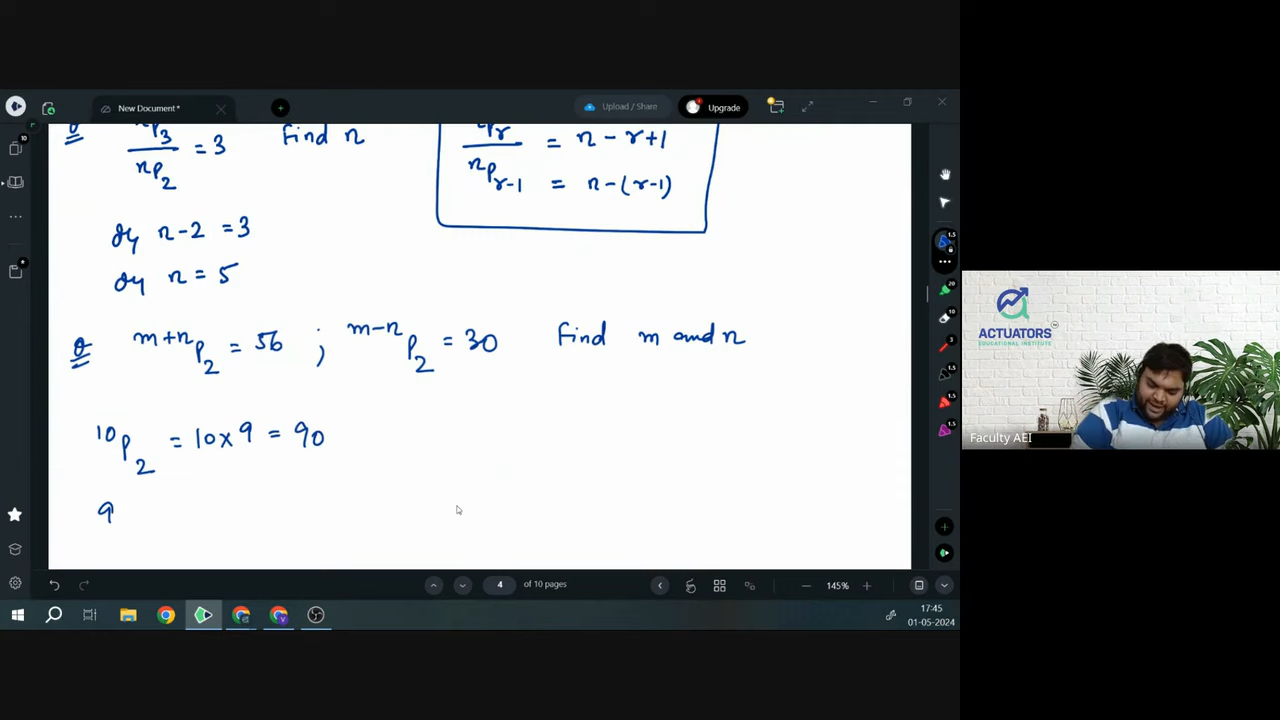 New Document*
Upload / Share
Upgrade
Q nP3 / nP2 = 3 Find n
nPr / nPr-1 = n - r + 1
= n - (r - 1)
or n - 2 = 3
or n = 5
Q m+nP2 = 56 ; m-nP2 = 30 Find m and n
10P2 = 10 x 9 = 90
9
ACTUATORS
EDUCATIONAL INSTITUTE
Faculty AEI
4 of 10 pages
145%
17:45
01-05-2024